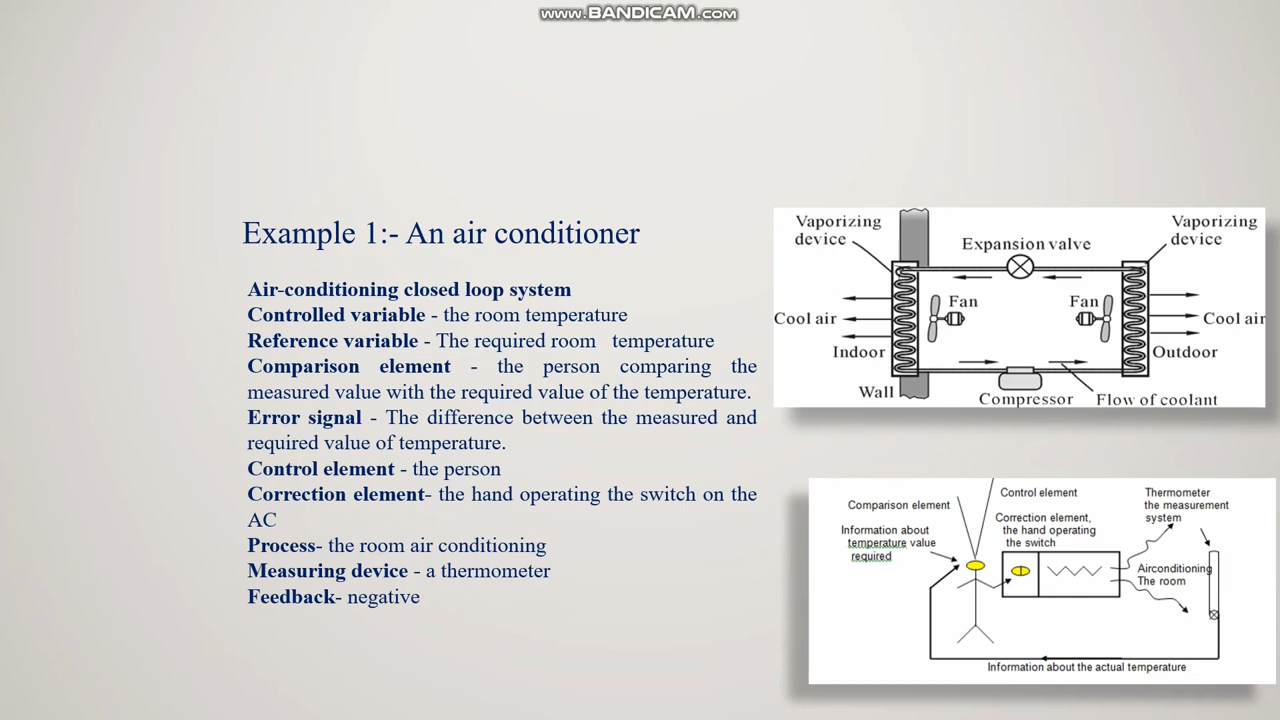 www.BANDICAM.com
Example 1:- An air conditioner
Air-conditioning closed loop system
Controlled variable - the room temperature
Reference variable - The required room temperature
Comparison element - the person comparing the
measured value with the required value of the temperature.
Error signal - The difference between the measured and
required value of temperature.
Control element - the person
Correction element- the hand operating the switch on the
AC
Process- the room air conditioning
Measuring device - a thermometer
Feedback- negative
Vaporizing
device
Expansion valve
Vaporizing
device
Fan
Fan
Cool air
Cool air
Indoor
Outdoor
Wall
Compressor
Flow of coolant
Comparison element
Control element
Thermometer
the measurement
system
Information about
temperature value
required
Correction element,
the hand operating
the switch
Airconditioning
The room
Information about the actual temperature